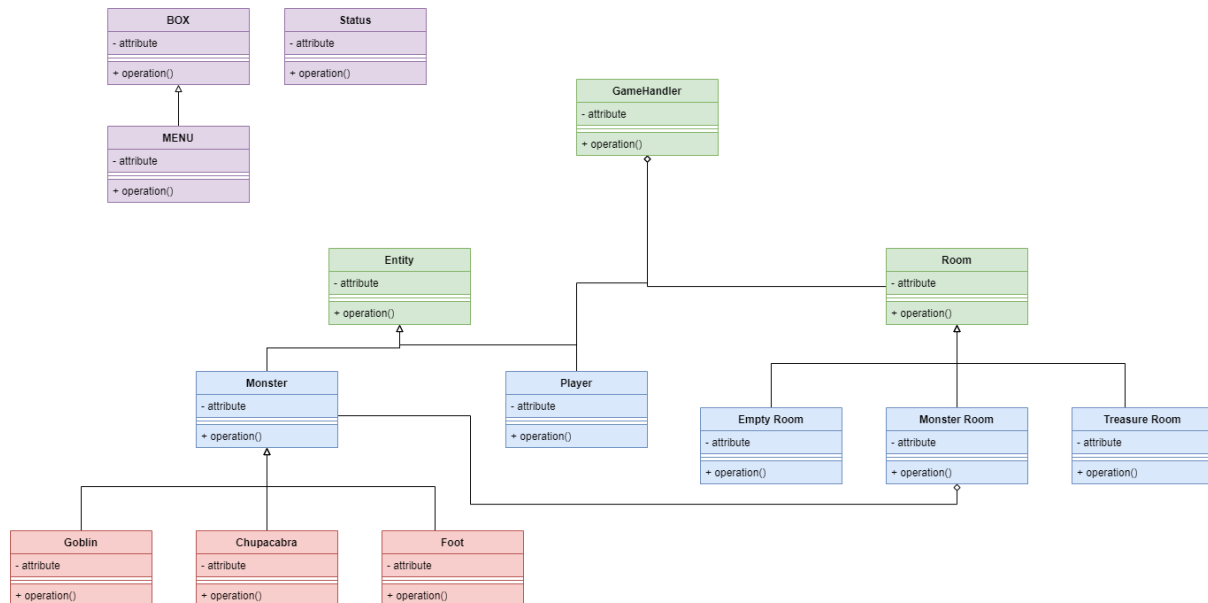 BOX
- attribute
+ operation()
Status
- attribute
+ operation()
MENU
- attribute
+ operation()
GameHandler
- attribute
+ operation()
Entity
- attribute
+ operation()
Room
- attribute
+ operation()
Monster
- attribute
+ operation()
Player
- attribute
+ operation()
Empty Room
- attribute
+ operation()
Monster Room
- attribute
+ operation()
Treasure Room
- attribute
+ operation()
Goblin
- attribute
+ operation()
Chupacabra
- attribute
+ operation()
Foot
- attribute
+ operation()